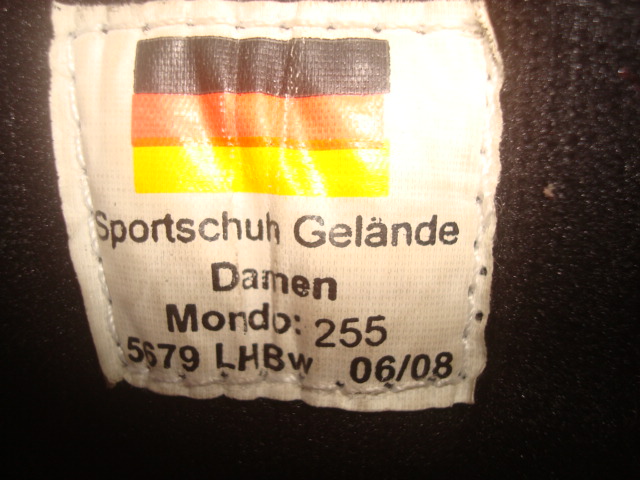 Sportschuh Gelände
Damen
Mondo: 255
5679 LHBw 06/08